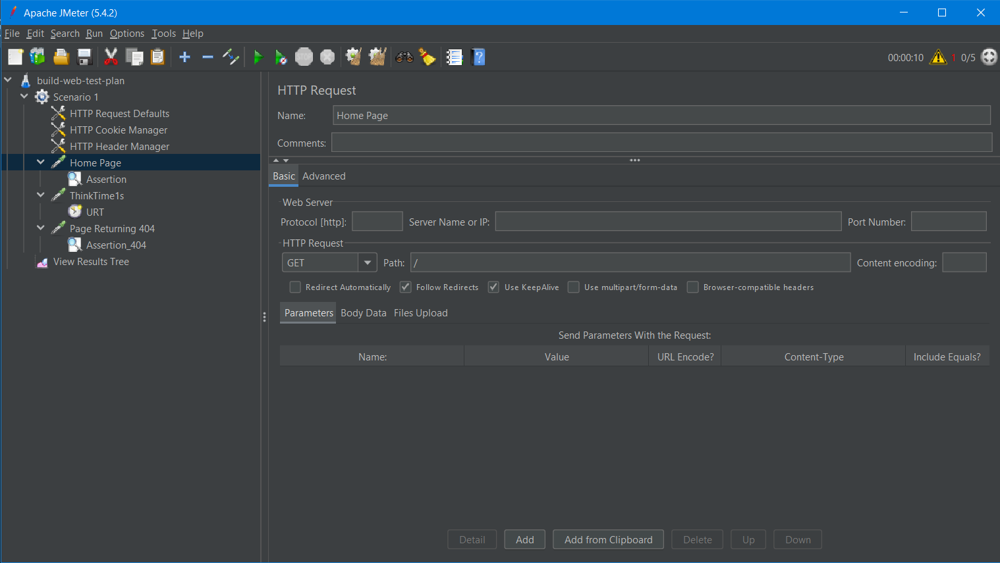 Apache JMeter (5.4.2)
File Edit Search Run Options Tools Help
STOP
00:00:10 1 0/5
build-web-test-plan
Scenario 1
HTTP Request Defaults
HTTP Cookie Manager
HTTP Header Manager
Home Page
Assertion
ThinkTime1s
URT
Page Returning 404
Assertion_404
View Results Tree
HTTP Request
Name: Home Page
Comments:
Basic Advanced
Web Server
Protocol [http]: Server Name or IP: Port Number:
HTTP Request
GET Path: / Content encoding:
Redirect Automatically Follow Redirects Use KeepAlive Use multipart/form-data Browser-compatible headers
Parameters Body Data Files Upload
Send Parameters With the Request:
Name: Value URL Encode? Content-Type Include Equals?
Detail Add Add from Clipboard Delete Up Down